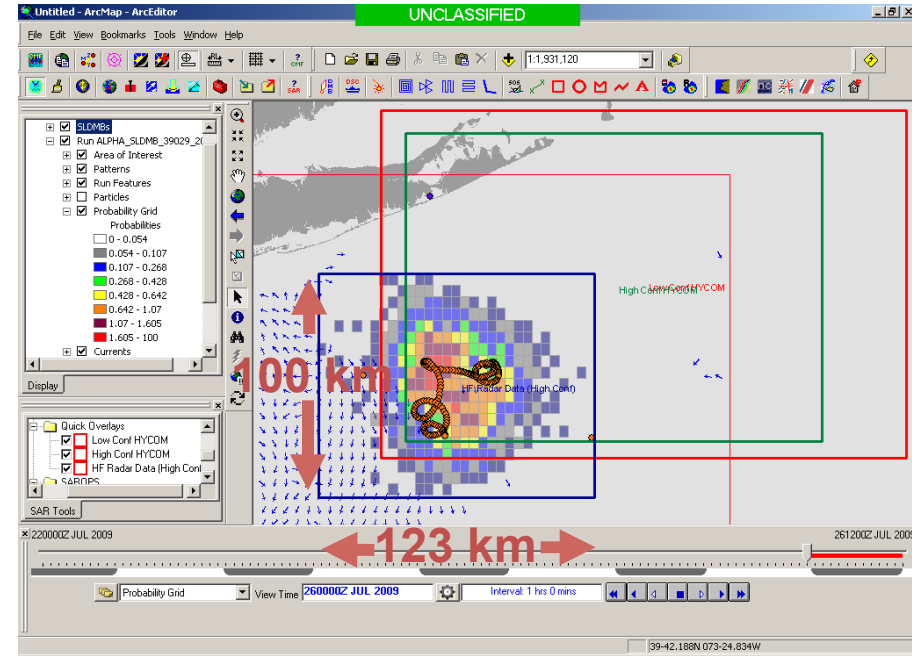 Untitled - ArcMap - ArcEditor
UNCLASSIFIED
File Edit View Bookmarks Tools Window Help
1:1,931,120
SLDMBs
Run ALPHA_SLDMB_39029_20
Area of Interest
Patterns
Run Features
Particles
Probability Grid
Probabilities
0 - 0.054
0.054 - 0.107
0.107 - 0.268
0.268 - 0.428
0.428 - 0.642
0.642 - 1.07
1.07 - 1.605
1.605 - 100
Currents
Display
Quick Overlays
Low Conf HYCOM
High Conf HYCOM
HF Radar Data (High Conf
SAROPS
SAR Tools
High Conf HYCOM
Low Conf HYCOM
100 km
HF Radar Data (High Conf)
123 km
220000Z JUL 2009
261200Z JUL 2009
Probability Grid
View Time 260000Z JUL 2009
Interval: 1 hrs 0 mins
39-42.188N 073-24.834W